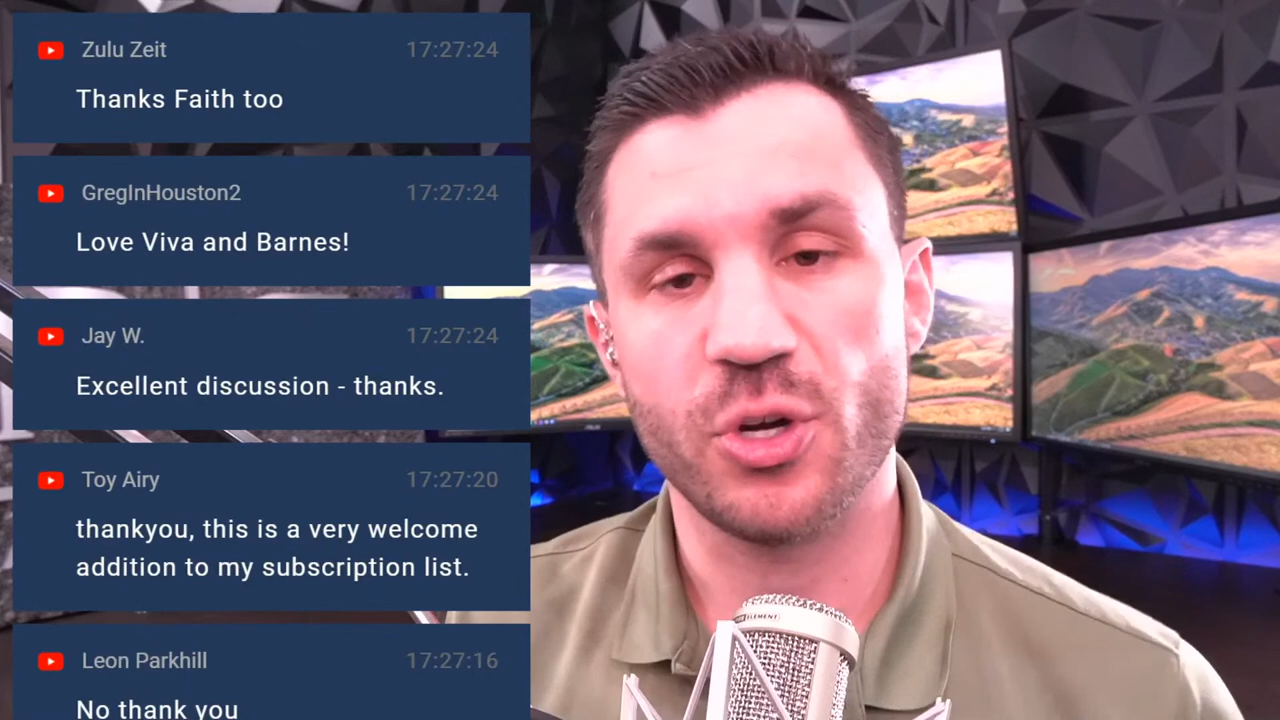 Zulu Zeit 17:27:24
Thanks Faith too
GregInHouston2 17:27:24
Love Viva and Barnes!
Jay W. 17:27:24
Excellent discussion - thanks.
Toy Airy 17:27:20
thankyou, this is a very welcome
addition to my subscription list.
Leon Parkhill 17:27:16
No thank you
ELEMENT